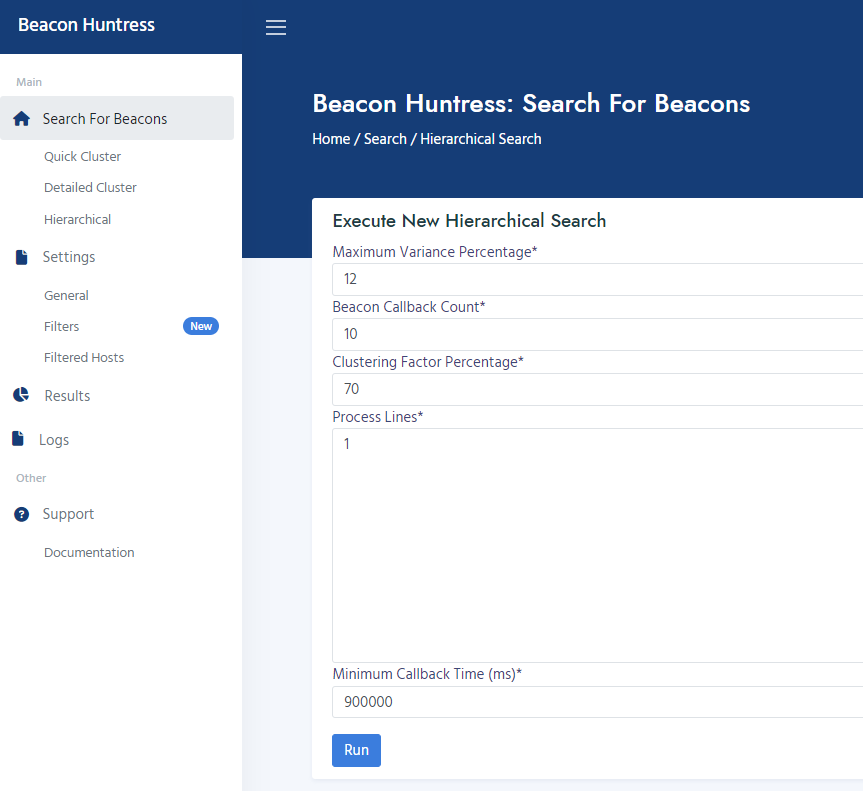 Beacon Huntress
Main
Search For Beacons
Quick Cluster
Detailed Cluster
Hierarchical
Settings
General
Filters New
Filtered Hosts
Results
Logs
Other
Support
Documentation
Beacon Huntress: Search For Beacons
Home / Search / Hierarchical Search
Execute New Hierarchical Search
Maximum Variance Percentage*
12
Beacon Callback Count*
10
Clustering Factor Percentage*
70
Process Lines*
1
Minimum Callback Time (ms)*
900000
Run